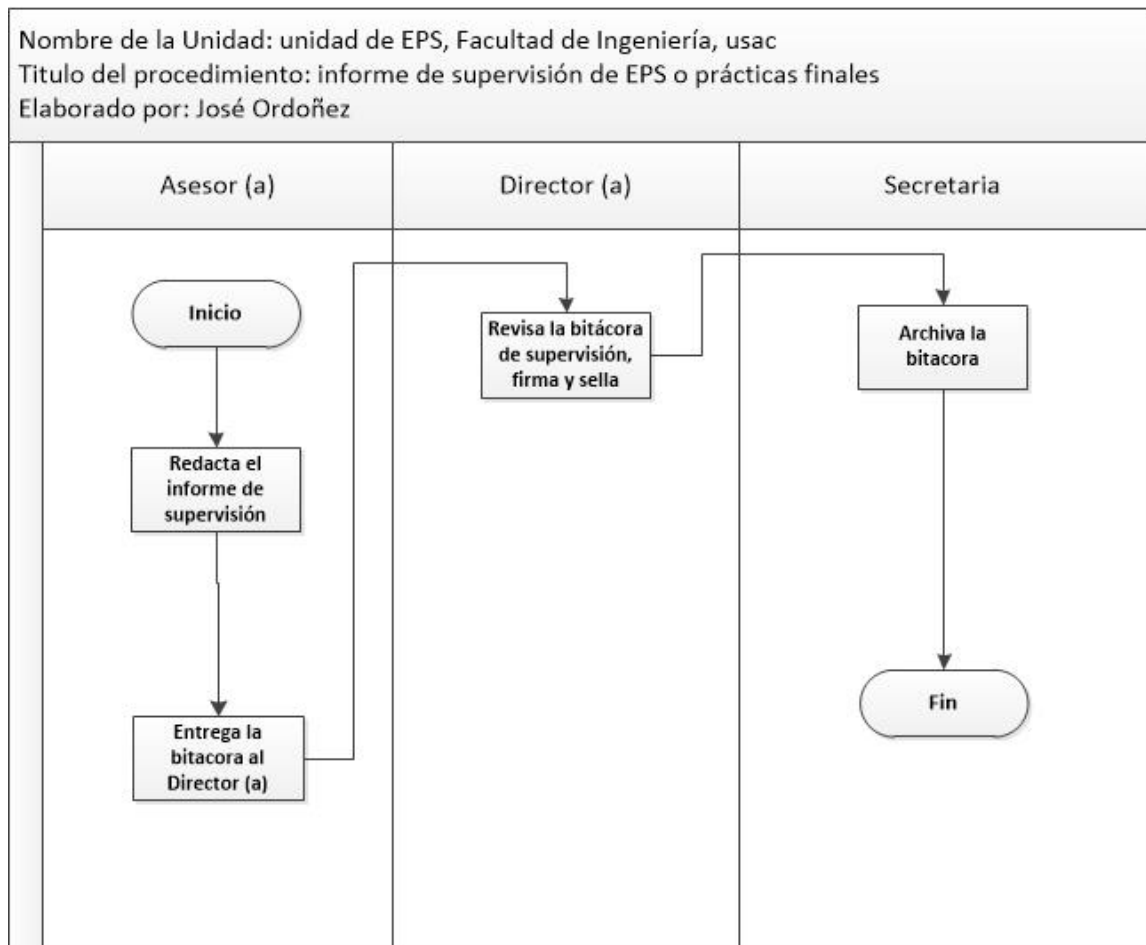 Nombre de la Unidad: unidad de EPS, Facultad de Ingeniería, usac
Titulo del procedimiento: informe de supervisión de EPS o prácticas finales
Elaborado por: José Ordoñez
Asesor (a)
Director (a)
Secretaria
Inicio
Redacta el
informe de
supervisión
Entrega la
bitacora al
Director (a)
Revisa la bitácora
de supervisión,
firma y sella
Archiva la
bitacora
Fin